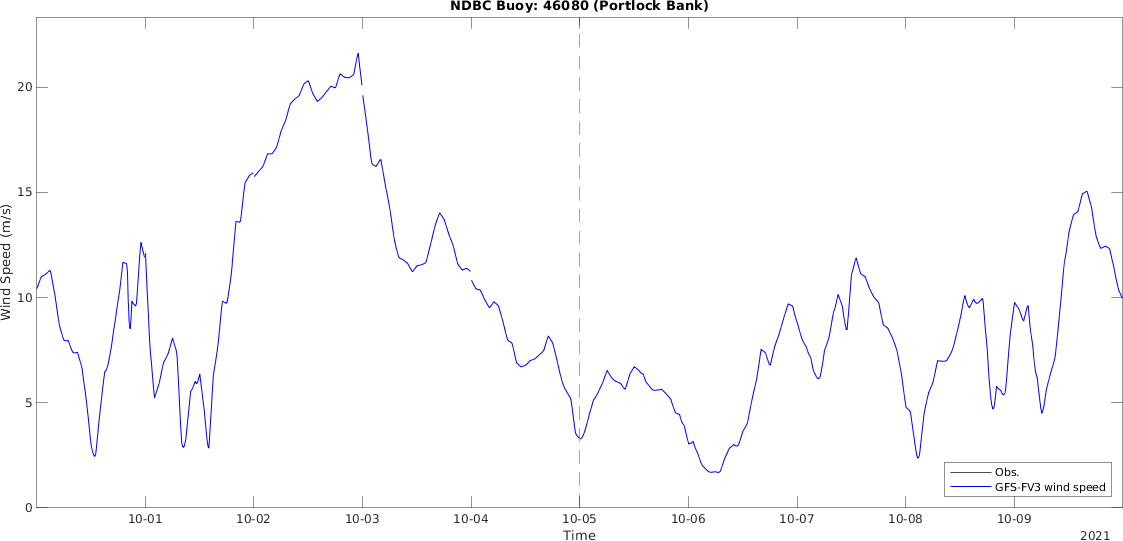 NDBC Buoy: 46080 (Portlock Bank)
Wind Speed (m/s)
20
15
10
5
0
10-01 10-02 10-03 10-04 10-05 10-06 10-07 10-08 10-09
Time
2021
Obs.
GFS-FV3 wind speed